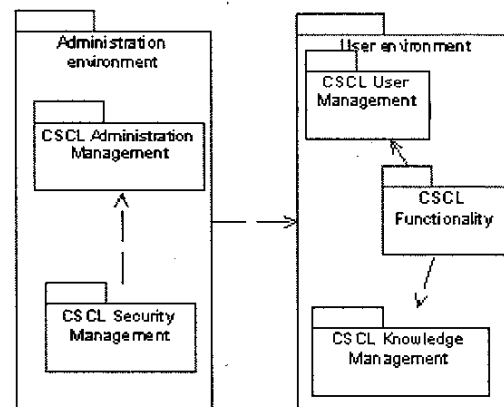 Administration
environment
CSCL Administration
Management
CSCL Security
Management
User environment
CSCL User
Management
CSCL
Functionality
CSCL Knowledge
Management